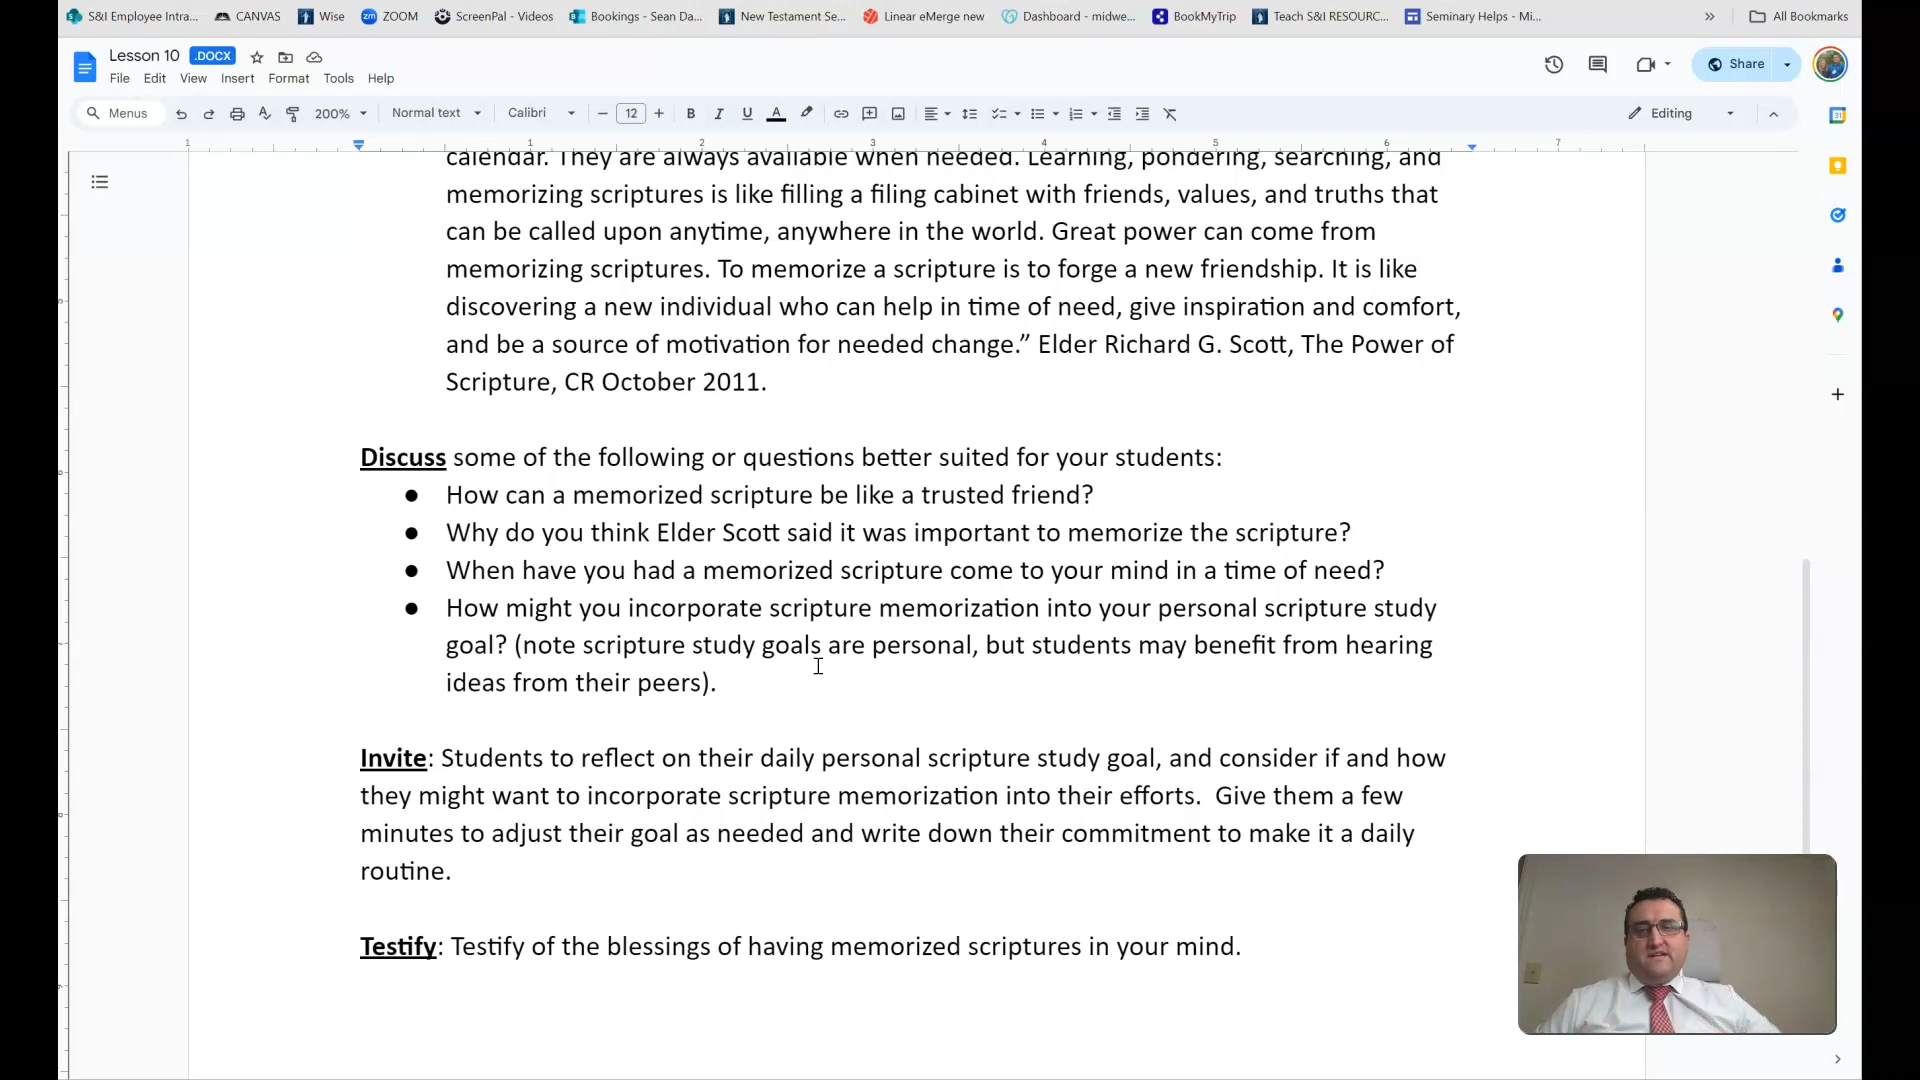 S&I Employee Intra...
CANVAS
Wise
ZOOM
ScreenPal - Videos
Bookings - Sean Da...
New Testament Se...
Linear eMerge new
Dashboard - midwe...
BookMyTrip
Teach S&I RESOURC...
Seminary Helps - Mi...
All Bookmarks
Lesson 10 .DOCX
File Edit View Insert Format Tools Help
Share
Menus
200%
Normal text
Calibri
12
Editing
1 1 2 3 4 5 6 7
calendar. They are always available when needed. Learning, pondering, searching, and
memorizing scriptures is like filling a filing cabinet with friends, values, and truths that
can be called upon anytime, anywhere in the world. Great power can come from
memorizing scriptures. To memorize a scripture is to forge a new friendship. It is like
discovering a new individual who can help in time of need, give inspiration and comfort,
and be a source of motivation for needed change.” Elder Richard G. Scott, The Power of
Scripture, CR October 2011.
Discuss some of the following or questions better suited for your students:
● How can a memorized scripture be like a trusted friend?
● Why do you think Elder Scott said it was important to memorize the scripture?
● When have you had a memorized scripture come to your mind in a time of need?
● How might you incorporate scripture memorization into your personal scripture study
goal? (note scripture study goals are personal, but students may benefit from hearing
ideas from their peers).
Invite: Students to reflect on their daily personal scripture study goal, and consider if and how
they might want to incorporate scripture memorization into their efforts.  Give them a few
minutes to adjust their goal as needed and write down their commitment to make it a daily
routine.
Testify: Testify of the blessings of having memorized scriptures in your mind.